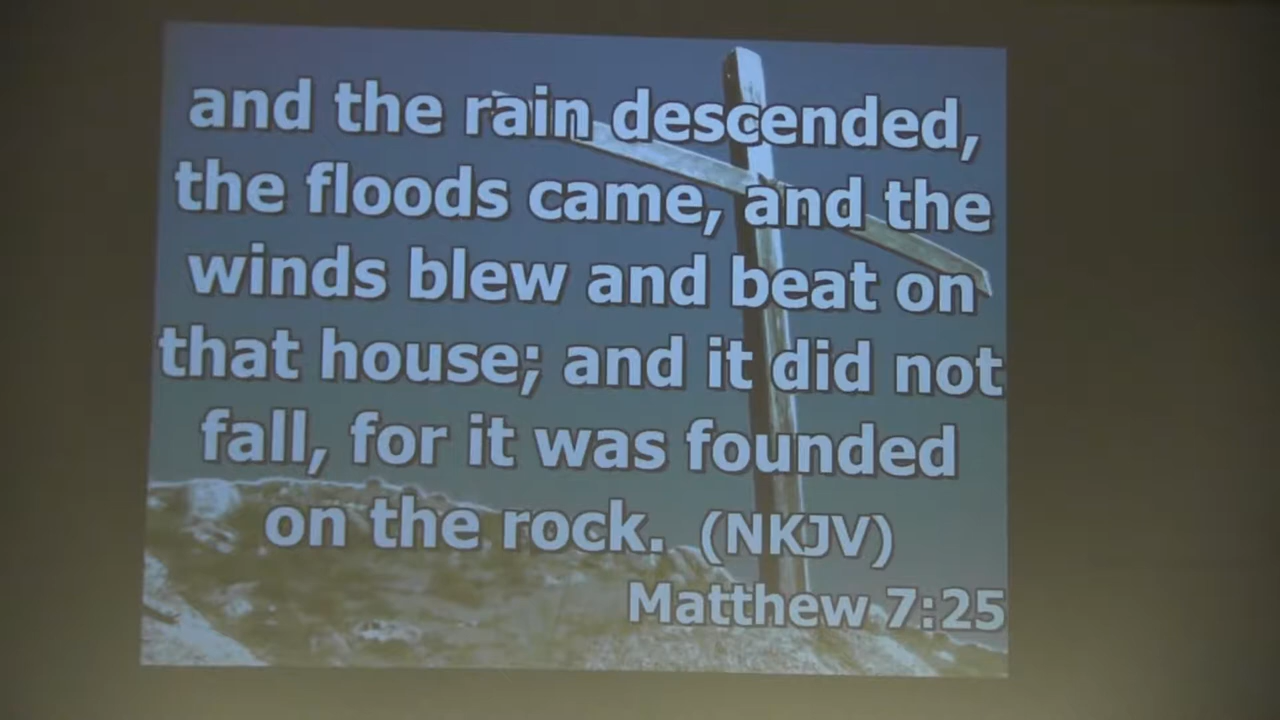 and the rain descended,
the floods came, and the
winds blew and beat on
that house; and it did not
fall, for it was founded
on the rock. (NKJV)
Matthew 7:25